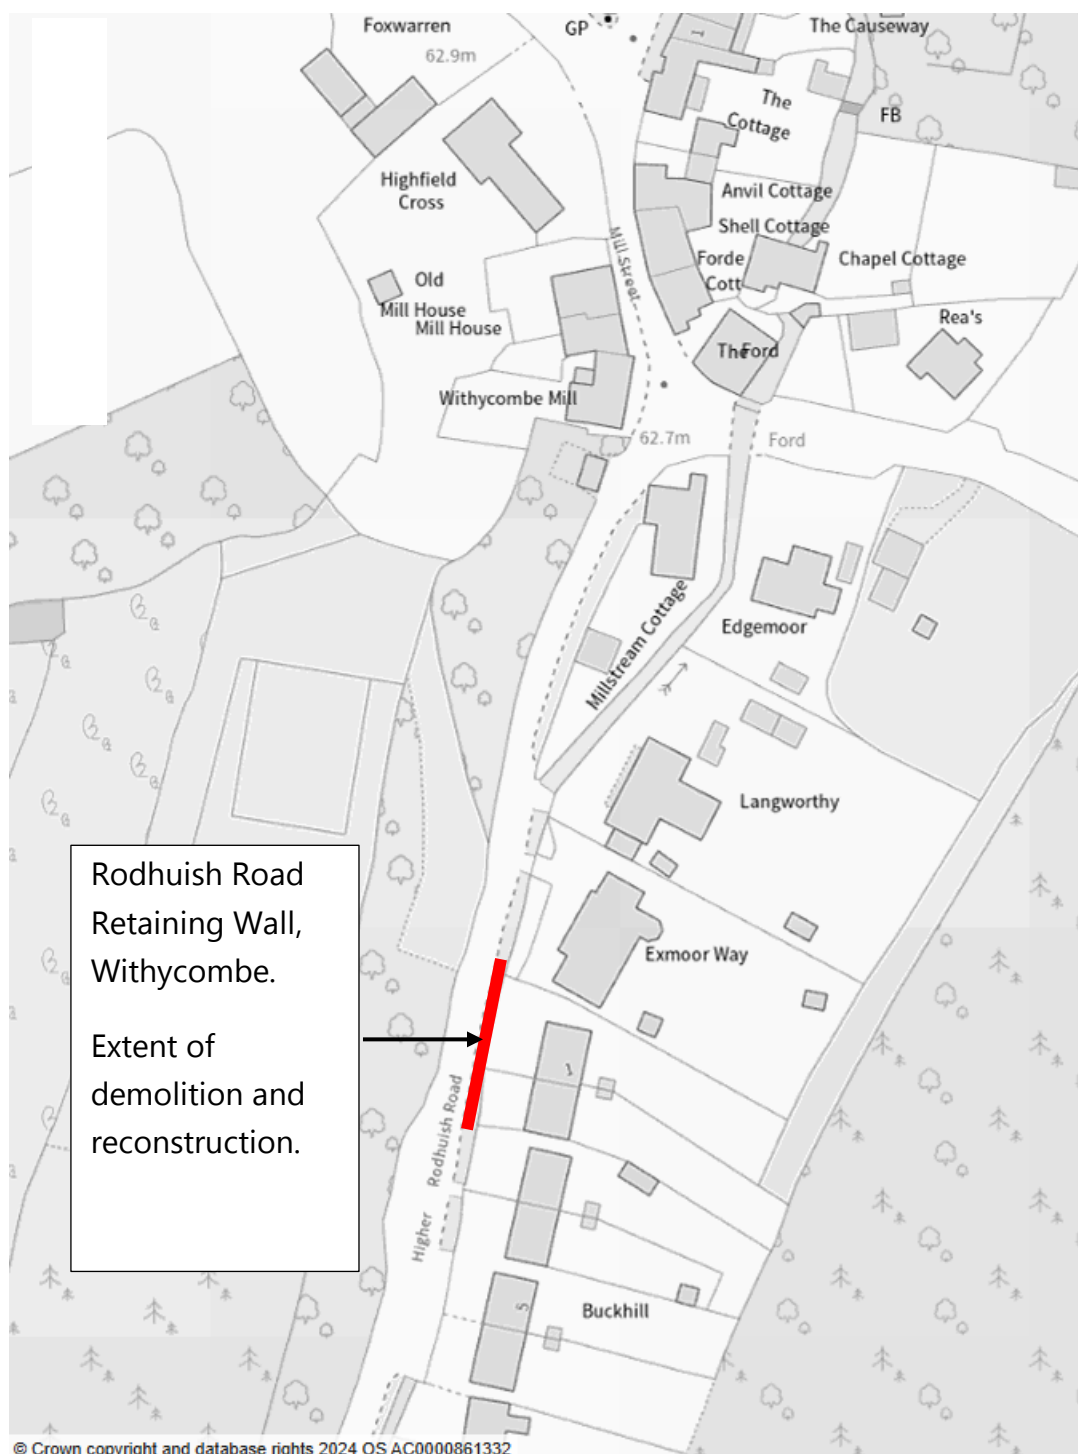 Foxwarren
62.9m
GP
1
The Causeway
The
Cottage
FB
Highfield
Cross
Anvil Cottage
Shell Cottage
Mill Street
Forde
Cott
Chapel Cottage
Old
Mill House
Mill House
Rea's
The Ford
Withycombe Mill
62.7m
Ford
Millstream Cottage
Edgemoor
Langworthy
Rodhuish Road
Retaining Wall,
Withycombe.
Extent of
demolition and
reconstruction.
Exmoor Way
1
Higher Rodhuish Road
5
Buckhill
© Crown copyright and database rights 2024 OS AC0000861332